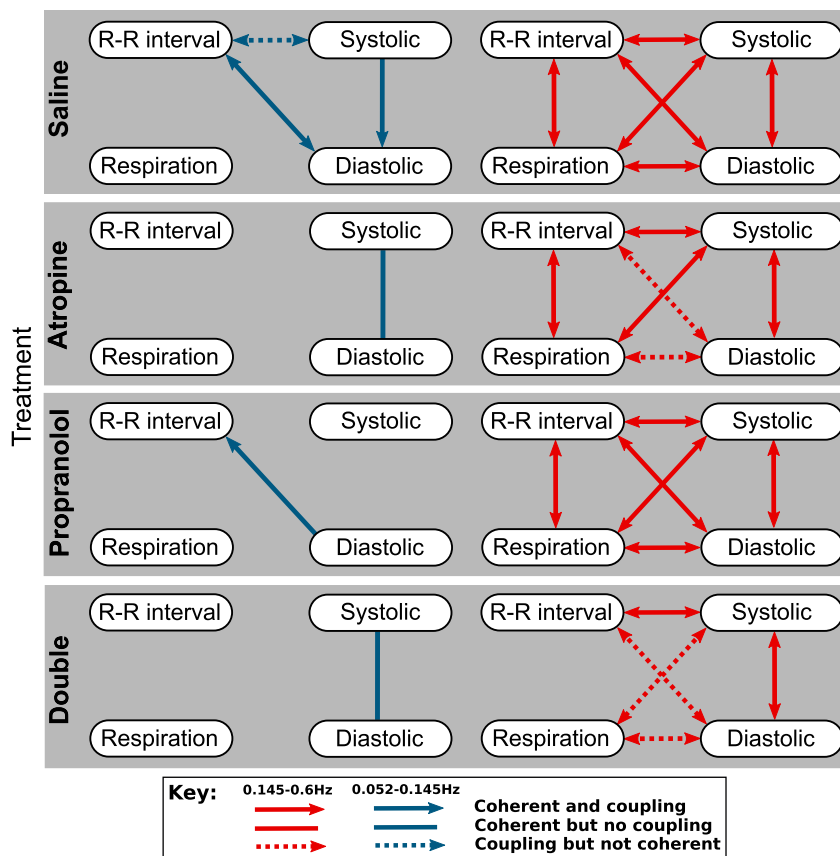 Treatment
Saline
R-R interval Systolic R-R interval Systolic
Respiration Diastolic Respiration Diastolic
Atropine
R-R interval Systolic R-R interval Systolic
Respiration Diastolic Respiration Diastolic
Propranolol
R-R interval Systolic R-R interval Systolic
Respiration Diastolic Respiration Diastolic
Double
R-R interval Systolic R-R interval Systolic
Respiration Diastolic Respiration Diastolic
Key: 0.145-0.6Hz 0.052-0.145Hz
Coherent and coupling
Coherent but no coupling
Coupling but not coherent